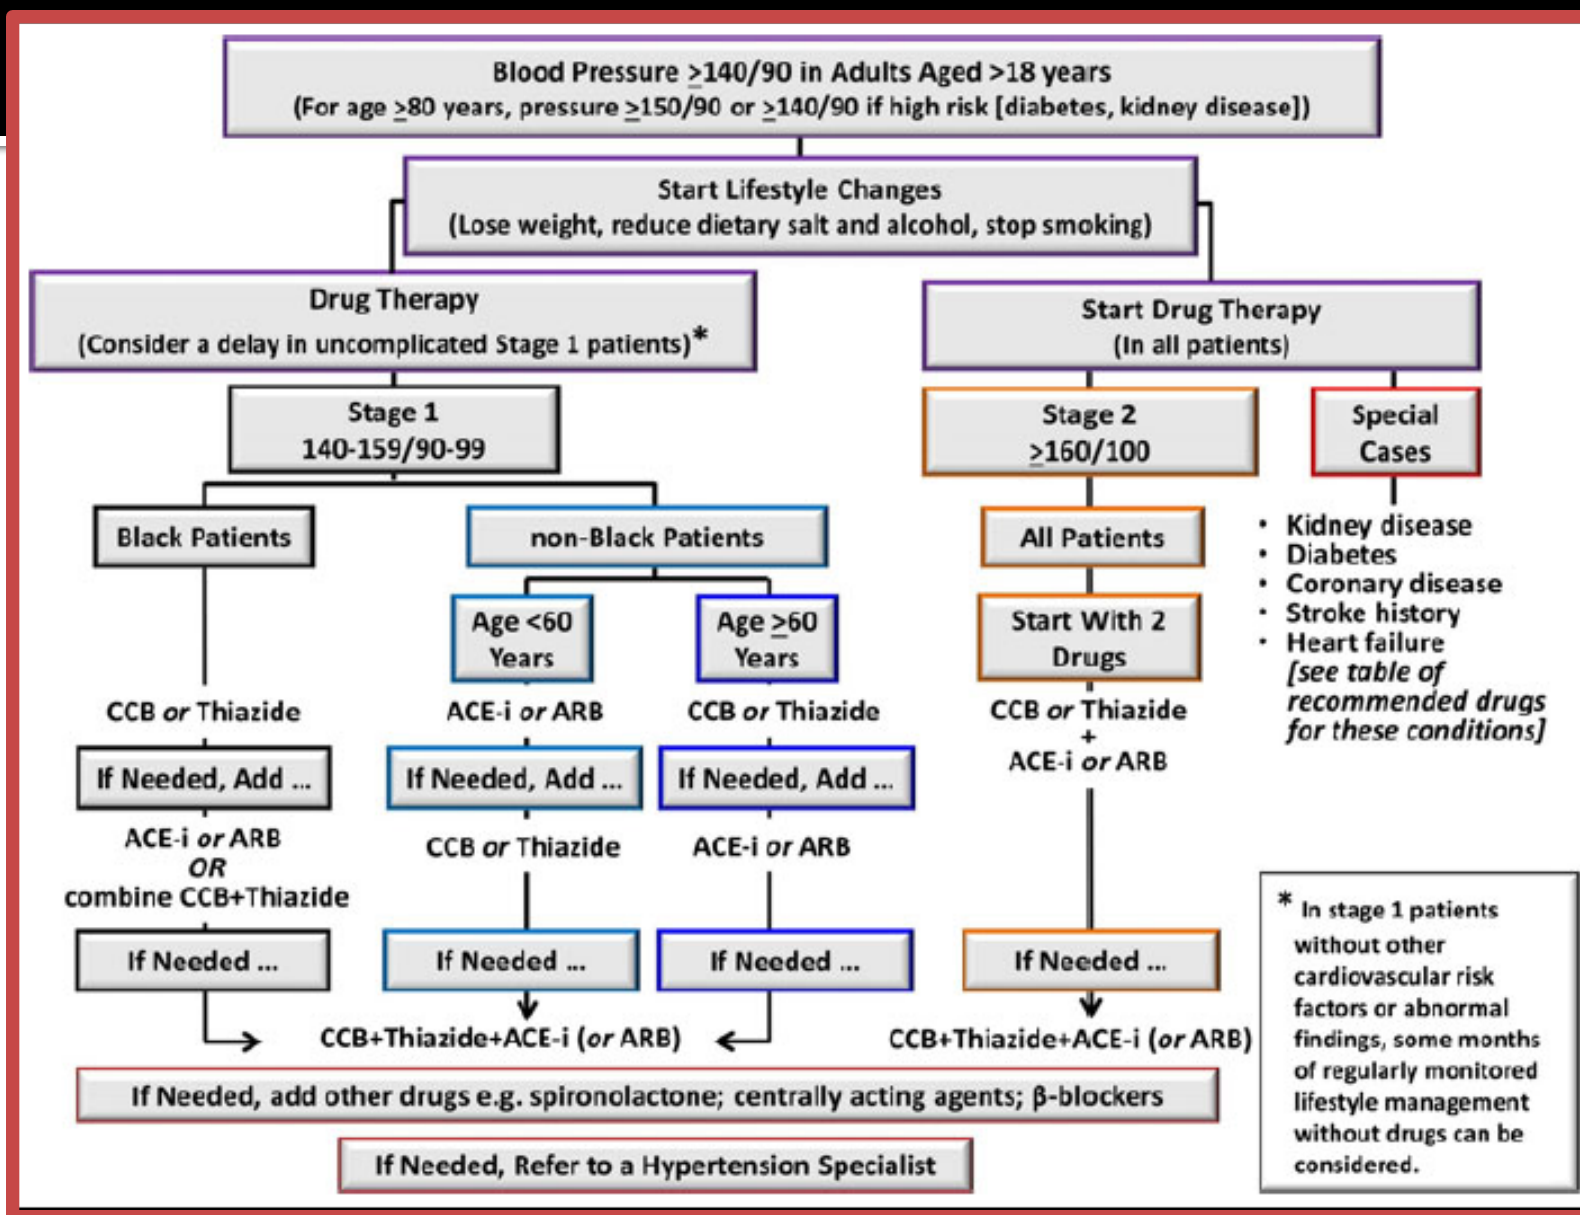 Blood Pressure ≥140/90 in Adults Aged >18 years
(For age ≥80 years, pressure ≥150/90 or ≥140/90 if high risk [diabetes, kidney disease])
Start Lifestyle Changes
(Lose weight, reduce dietary salt and alcohol, stop smoking)
Drug Therapy
(Consider a delay in uncomplicated Stage 1 patients)*
Stage 1
140-159/90-99
Black Patients
CCB or Thiazide
If Needed, Add ...
ACE-i or ARB
OR
combine CCB+Thiazide
If Needed ...
non-Black Patients
Age <60
Years
ACE-i or ARB
If Needed, Add ...
CCB or Thiazide
If Needed ...
Age ≥60
Years
CCB or Thiazide
If Needed, Add ...
ACE-i or ARB
If Needed ...
CCB+Thiazide+ACE-i (or ARB)
Start Drug Therapy
(In all patients)
Stage 2
≥160/100
All Patients
Start With 2
Drugs
CCB or Thiazide
+
ACE-i or ARB
If Needed ...
CCB+Thiazide+ACE-i (or ARB)
Special
Cases
• Kidney disease
• Diabetes
• Coronary disease
• Stroke history
• Heart failure
[see table of
recommended drugs
for these conditions]
If Needed, add other drugs e.g. spironolactone; centrally acting agents; β-blockers
If Needed, Refer to a Hypertension Specialist
* In stage 1 patients
without other
cardiovascular risk
factors or abnormal
findings, some months
of regularly monitored
lifestyle management
without drugs can be
considered.